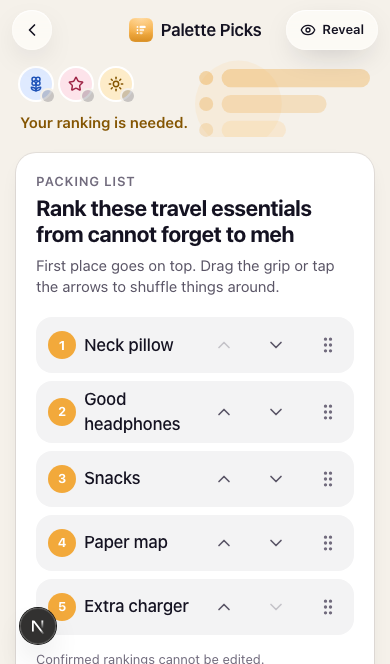 Palette Picks
Reveal
Your ranking is needed.
PACKING LIST
Rank these travel essentials
from cannot forget to meh
First place goes on top. Drag the grip or tap
the arrows to shuffle things around.
1 Neck pillow
2 Good
headphones
3 Snacks
4 Paper map
5 Extra charger
N
Confirmed rankings cannot be edited.